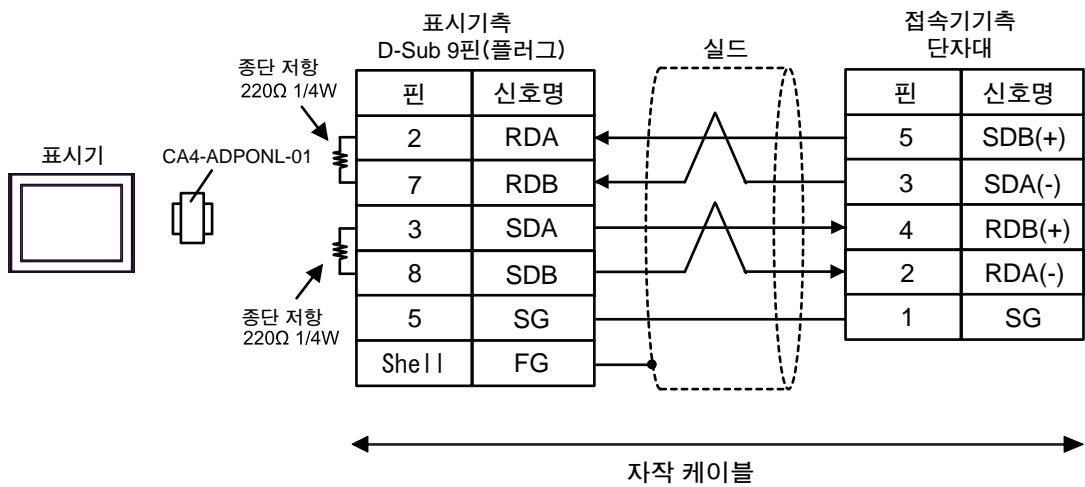 표시기측
D-Sub 9핀(플러그)
실드
접속기기측
단자대
종단 저항
220Ω 1/4W
핀 신호명
핀 신호명
2 RDA
5 SDB(+)
표시기
CA4-ADPONL-01
7 RDB
3 SDA(-)
3 SDA
4 RDB(+)
8 SDB
2 RDA(-)
종단 저항
220Ω 1/4W
5 SG
1 SG
Shell FG
자작 케이블